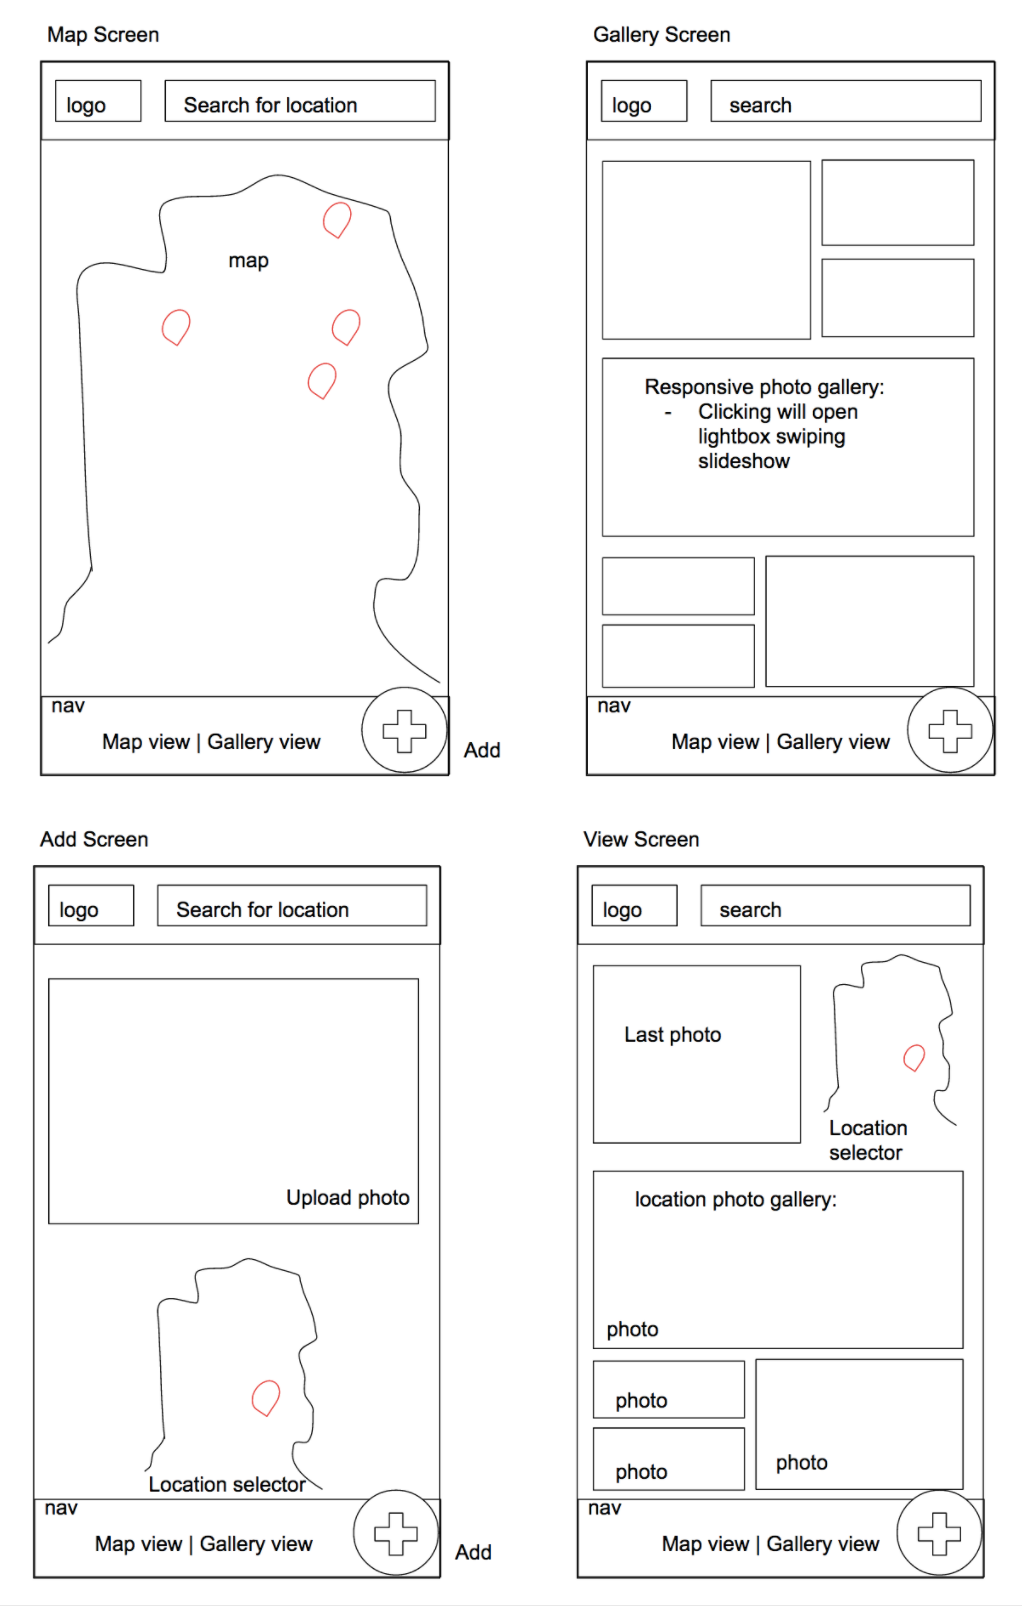 Map Screen
logo
Search for location
map
nav
Map view | Gallery view
Add
Gallery Screen
logo
search
Responsive photo gallery:
- Clicking will open
lightbox swiping
slideshow
nav
Map view | Gallery view
Add Screen
logo
Search for location
Upload photo
Location selector
nav
Map view | Gallery view
Add
View Screen
logo
search
Last photo
Location
selector
location photo gallery:
photo
photo
photo
photo
nav
Map view | Gallery view